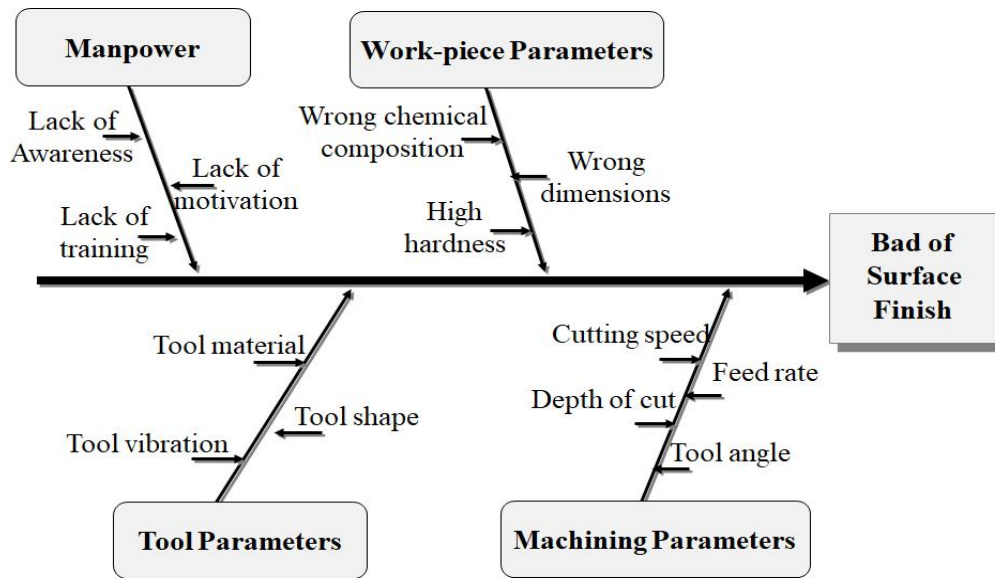 Manpower
Work-piece Parameters
Lack of
Awareness
Lack of
motivation
Lack of
training
Wrong chemical
composition
Wrong
dimensions
High
hardness
Bad of
Surface
Finish
Tool material
Tool shape
Tool vibration
Cutting speed
Feed rate
Depth of cut
Tool angle
Tool Parameters
Machining Parameters